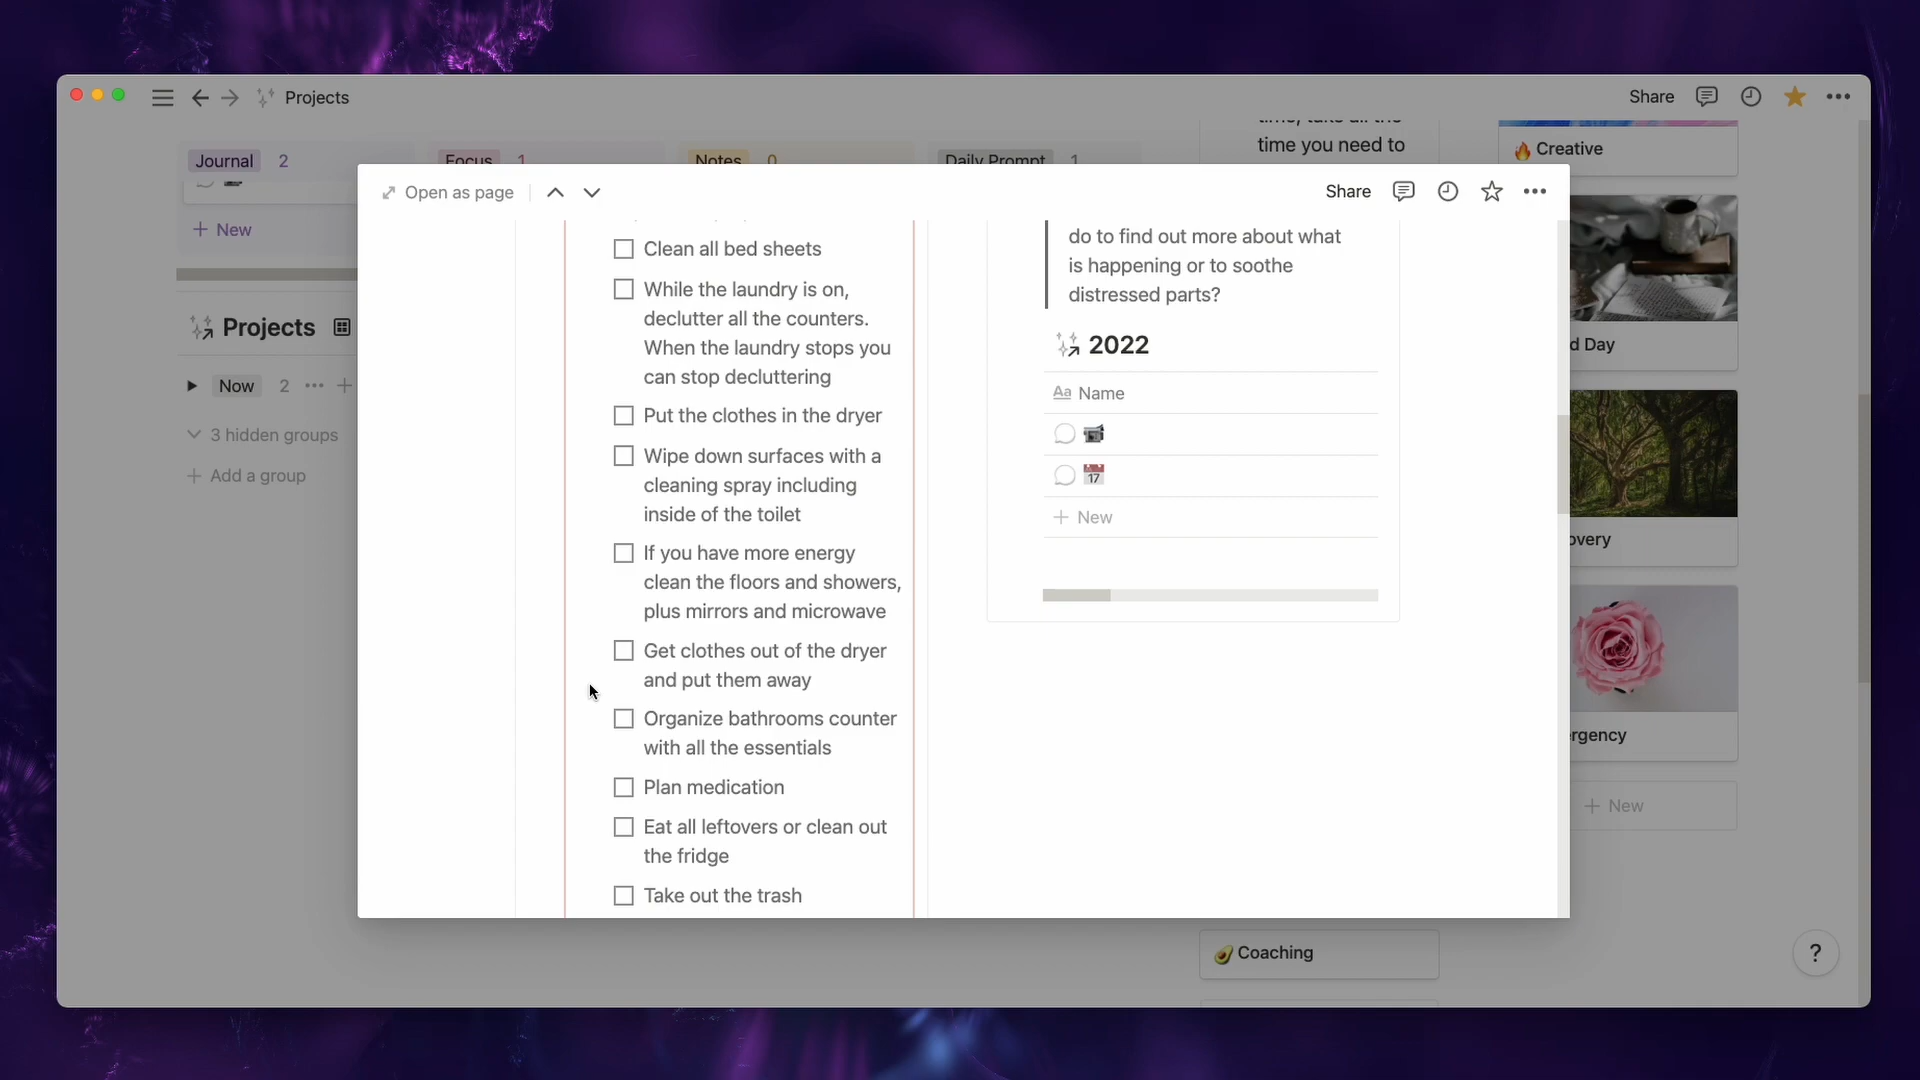 Projects
Share
Journal 2
Focus 1
Notes 0
Daily Prompt 1
time, take all the
time you need to
Creative
+ New
Projects
Now 2
3 hidden groups
+ Add a group
Open as page
Share
Clean all bed sheets
While the laundry is on,
declutter all the counters.
When the laundry stops you
can stop decluttering
Put the clothes in the dryer
Wipe down surfaces with a
cleaning spray including
inside of the toilet
If you have more energy
clean the floors and showers,
plus mirrors and microwave
Get clothes out of the dryer
and put them away
Organize bathrooms counter
with all the essentials
Plan medication
Eat all leftovers or clean out
the fridge
Take out the trash
do to find out more about what
is happening or to soothe
distressed parts?
2022
Aa Name
17
+ New
d Day
overy
rgency
+ New
Coaching
?